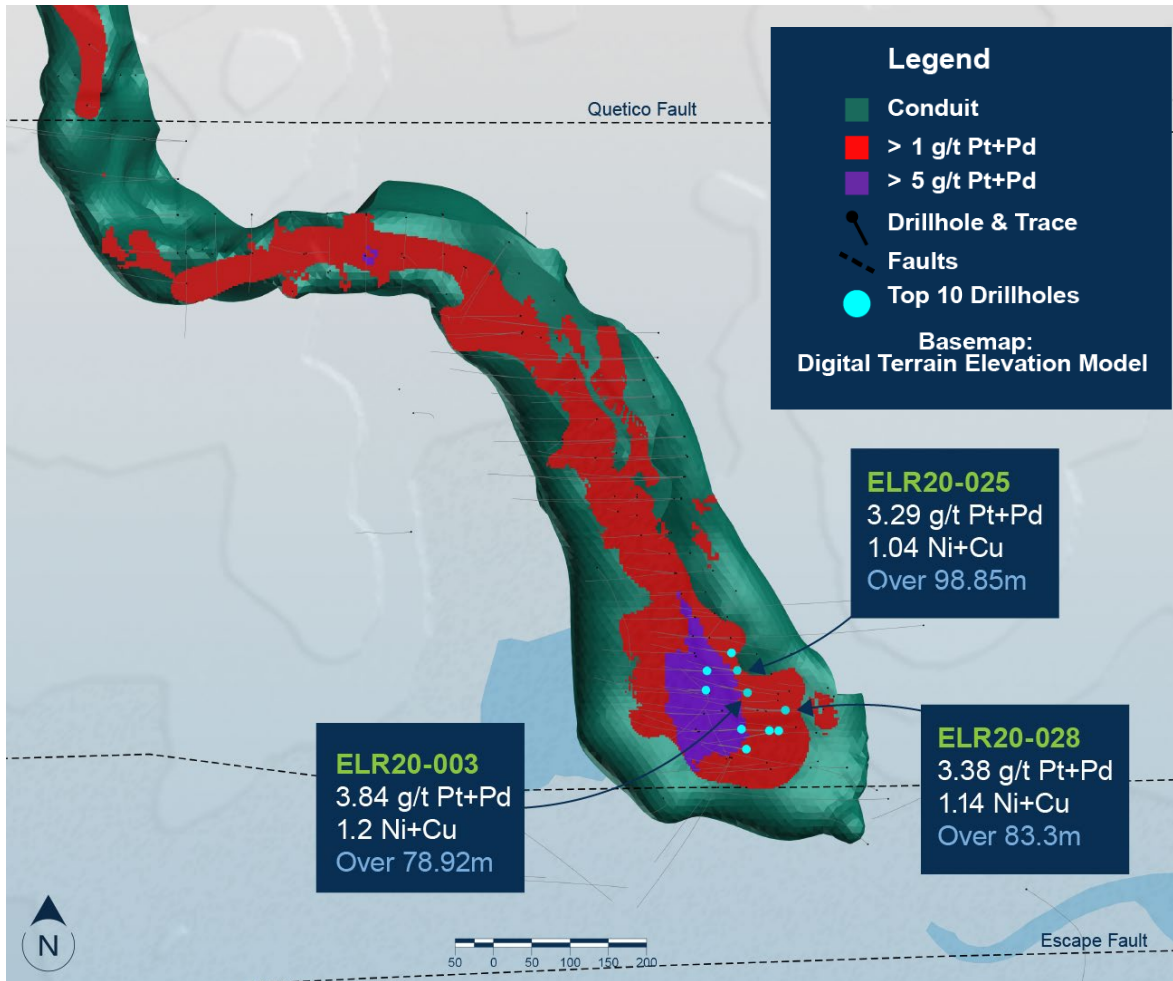 Legend
Conduit
> 1 g/t Pt+Pd
> 5 g/t Pt+Pd
Drillhole & Trace
Faults
Top 10 Drillholes
Basemap:
Digital Terrain Elevation Model
Quetico Fault
ELR20-025
3.29 g/t Pt+Pd
1.04 Ni+Cu
Over 98.85m
ELR20-003
3.84 g/t Pt+Pd
1.2 Ni+Cu
Over 78.92m
ELR20-028
3.38 g/t Pt+Pd
1.14 Ni+Cu
Over 83.3m
N
50 0 50 100 150 200
Escape Fault